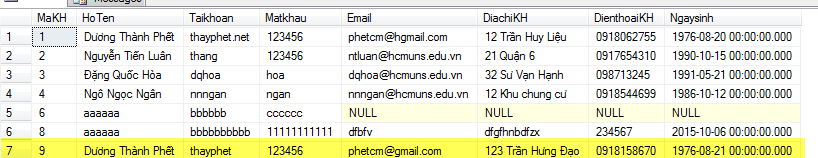 Messages
MaKH HoTen Taikhoan Matkhau Email DiachiKH DienthoaiKH Ngaysinh
1 1 Dương Thành Phết thayphet.net 123456 phetcm@hgmail.com 12 Trần Huy Liệu 0918062755 1976-08-20 00:00:00.000
2 2 Nguyễn Tiến Luân thang 123456 ntluan@hcmuns.edu.vn 21 Quận 6 0917654310 1990-10-15 00:00:00.000
3 3 Đặng Quốc Hòa dqhoa hoa dqhoa@hcmuns.edu.vn 32 Sư Vạn Hạnh 098713245 1991-05-21 00:00:00.000
4 4 Ngô Ngọc Ngân nnngan ngan nnngan@hcmuns.edu.vn 12 Khu chung cư 0918544699 1986-10-12 00:00:00.000
5 6 aaaaaa bbbbbb cccccc NULL NULL NULL NULL
6 8 aaaaaa bbbbbbbbbb 11111111111 dfbfv dfgfhnbdfzx 234567 2015-10-06 00:00:00.000
7 9 Dương Thành Phết thayphet 123456 phetcm@gmail.com 123 Trần Hưng Đạo 0918158670 1976-08-21 00:00:00.000